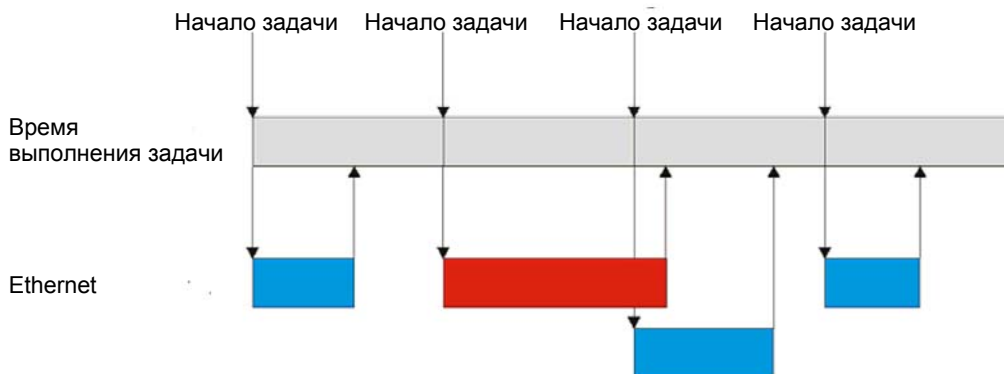 Начало задачи Начало задачи Начало задачи Начало задачи
Время
выполнения задачи
Ethernet